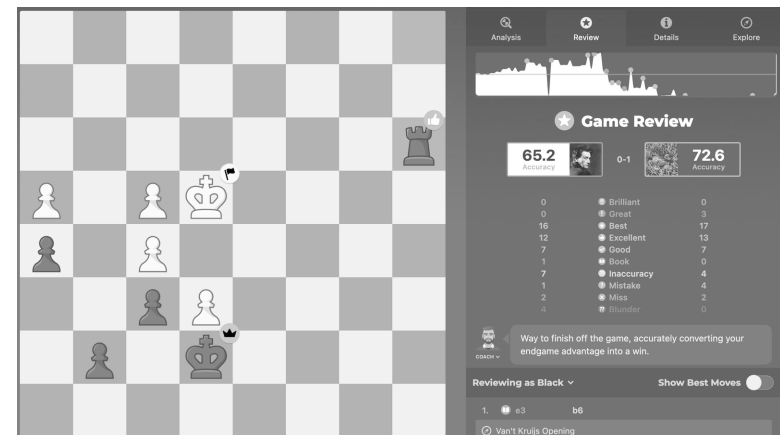 Analysis Review Details Explore
Game Review
65.2 0-1 72.6
Accuracy Accuracy
0 Brilliant 0
0 Great 3
16 Best 17
12 Excellent 13
7 Good 7
1 Book 0
7 Inaccuracy 4
1 Mistake 4
2 Miss 2
4 Blunder 0
Way to finish off the game, accurately converting your
endgame advantage into a win.
COACH
Reviewing as Black Show Best Moves
1. e3 b6
Van't Kruijs Opening